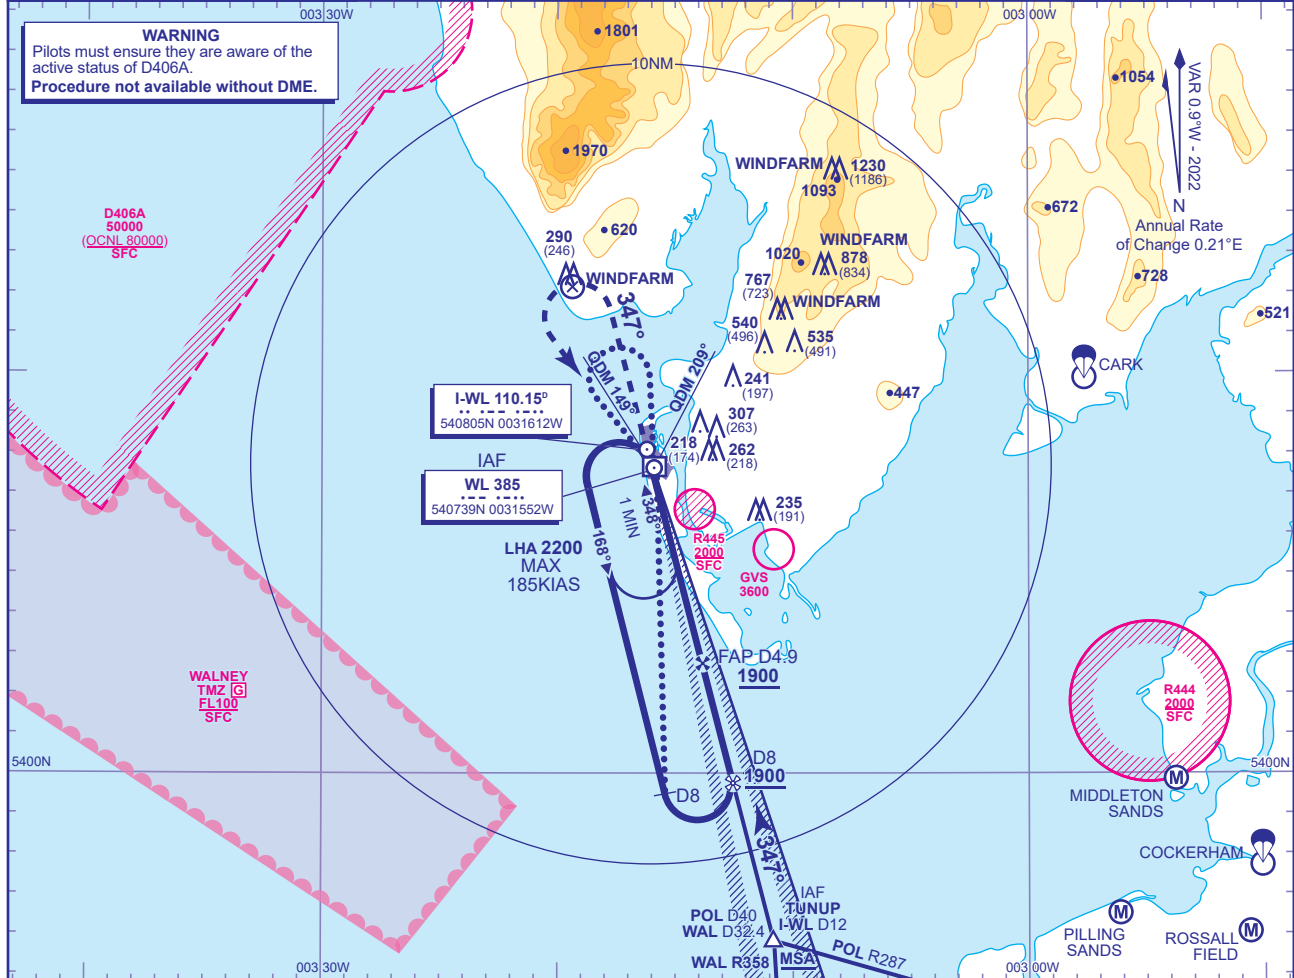 003 30W
003 00W
WARNING
Pilots must ensure they are aware of the
active status of D406A.
Procedure not available without DME.
1801
10NM
1054
VAR 0.9°W - 2022
N
Annual Rate
of Change 0.21°E
1970
WINDFARM
1230
(1186)
1093
672
D406A
50000
(OCNL 80000)
SFC
290
(246)
620
WINDFARM
WINDFARM
1020
878
(834)
767
(723)
WINDFARM
728
521
347°
540
(496)
535
(491)
QDM 149°
QDM 209°
241
(197)
CARK
447
I-WL 110.15D
540805N 0031612W
307
(263)
218
(174)
262
(218)
IAF
WL 385
540739N 0031552W
348°
1 MIN
168°
235
(191)
R445
2000
SFC
GVS
3600
LHA 2200
MAX
185KIAS
FAP D4.9
1900
WALNEY
TMZ G
FL100
SFC
R444
2000
SFC
5400N
5400N
D8
1900
D8
M
MIDDLETON
SANDS
347°
COCKERHAM
IAF
TUNUP
I-WL D12
POL D40
WAL D32.4
M
PILLING
SANDS
M
ROSSALL
FIELD
POL R287
WAL R358
MSA
003 30W
003 00W